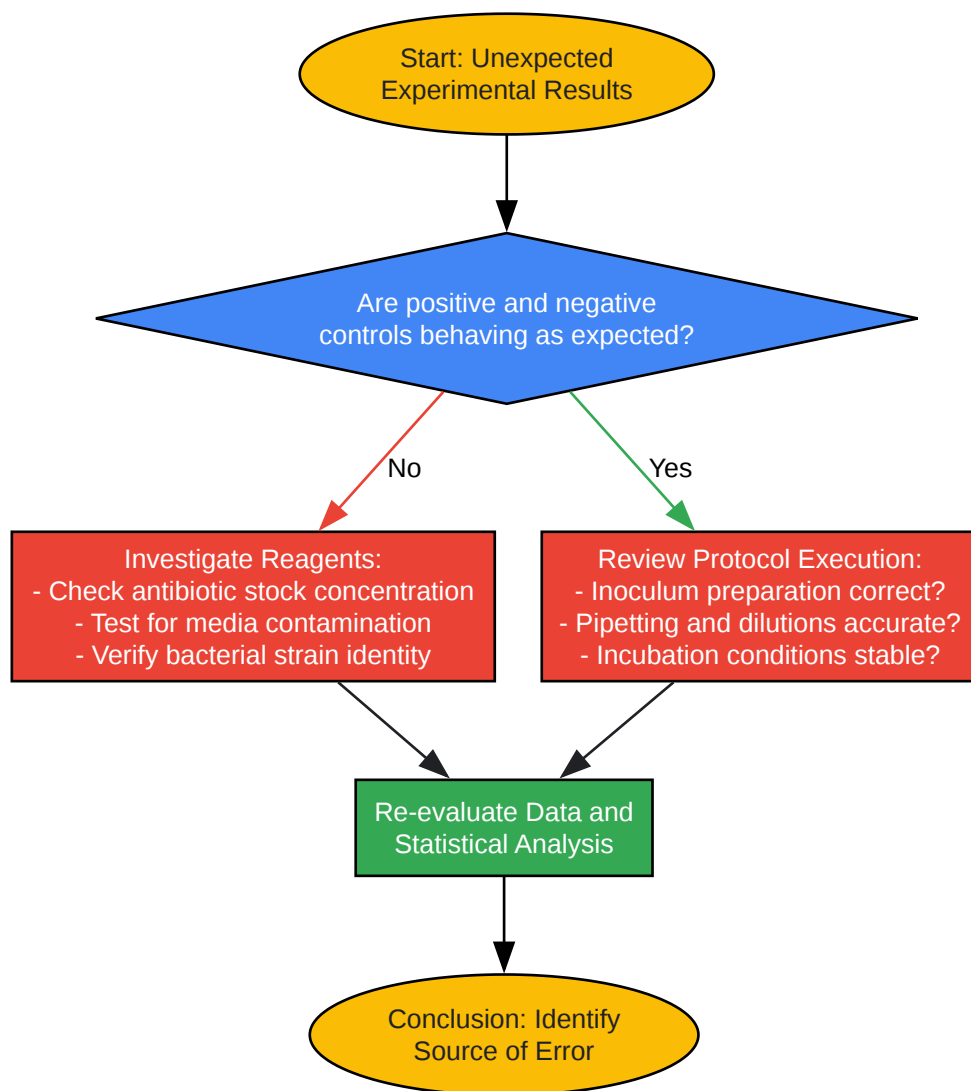 Start: Unexpected
Experimental Results
Are positive and negative
controls behaving as expected?
No
Yes
Investigate Reagents:
- Check antibiotic stock concentration
- Test for media contamination
- Verify bacterial strain identity
Review Protocol Execution:
- Inoculum preparation correct?
- Pipetting and dilutions accurate?
- Incubation conditions stable?
Re-evaluate Data and
Statistical Analysis
Conclusion: Identify
Source of Error